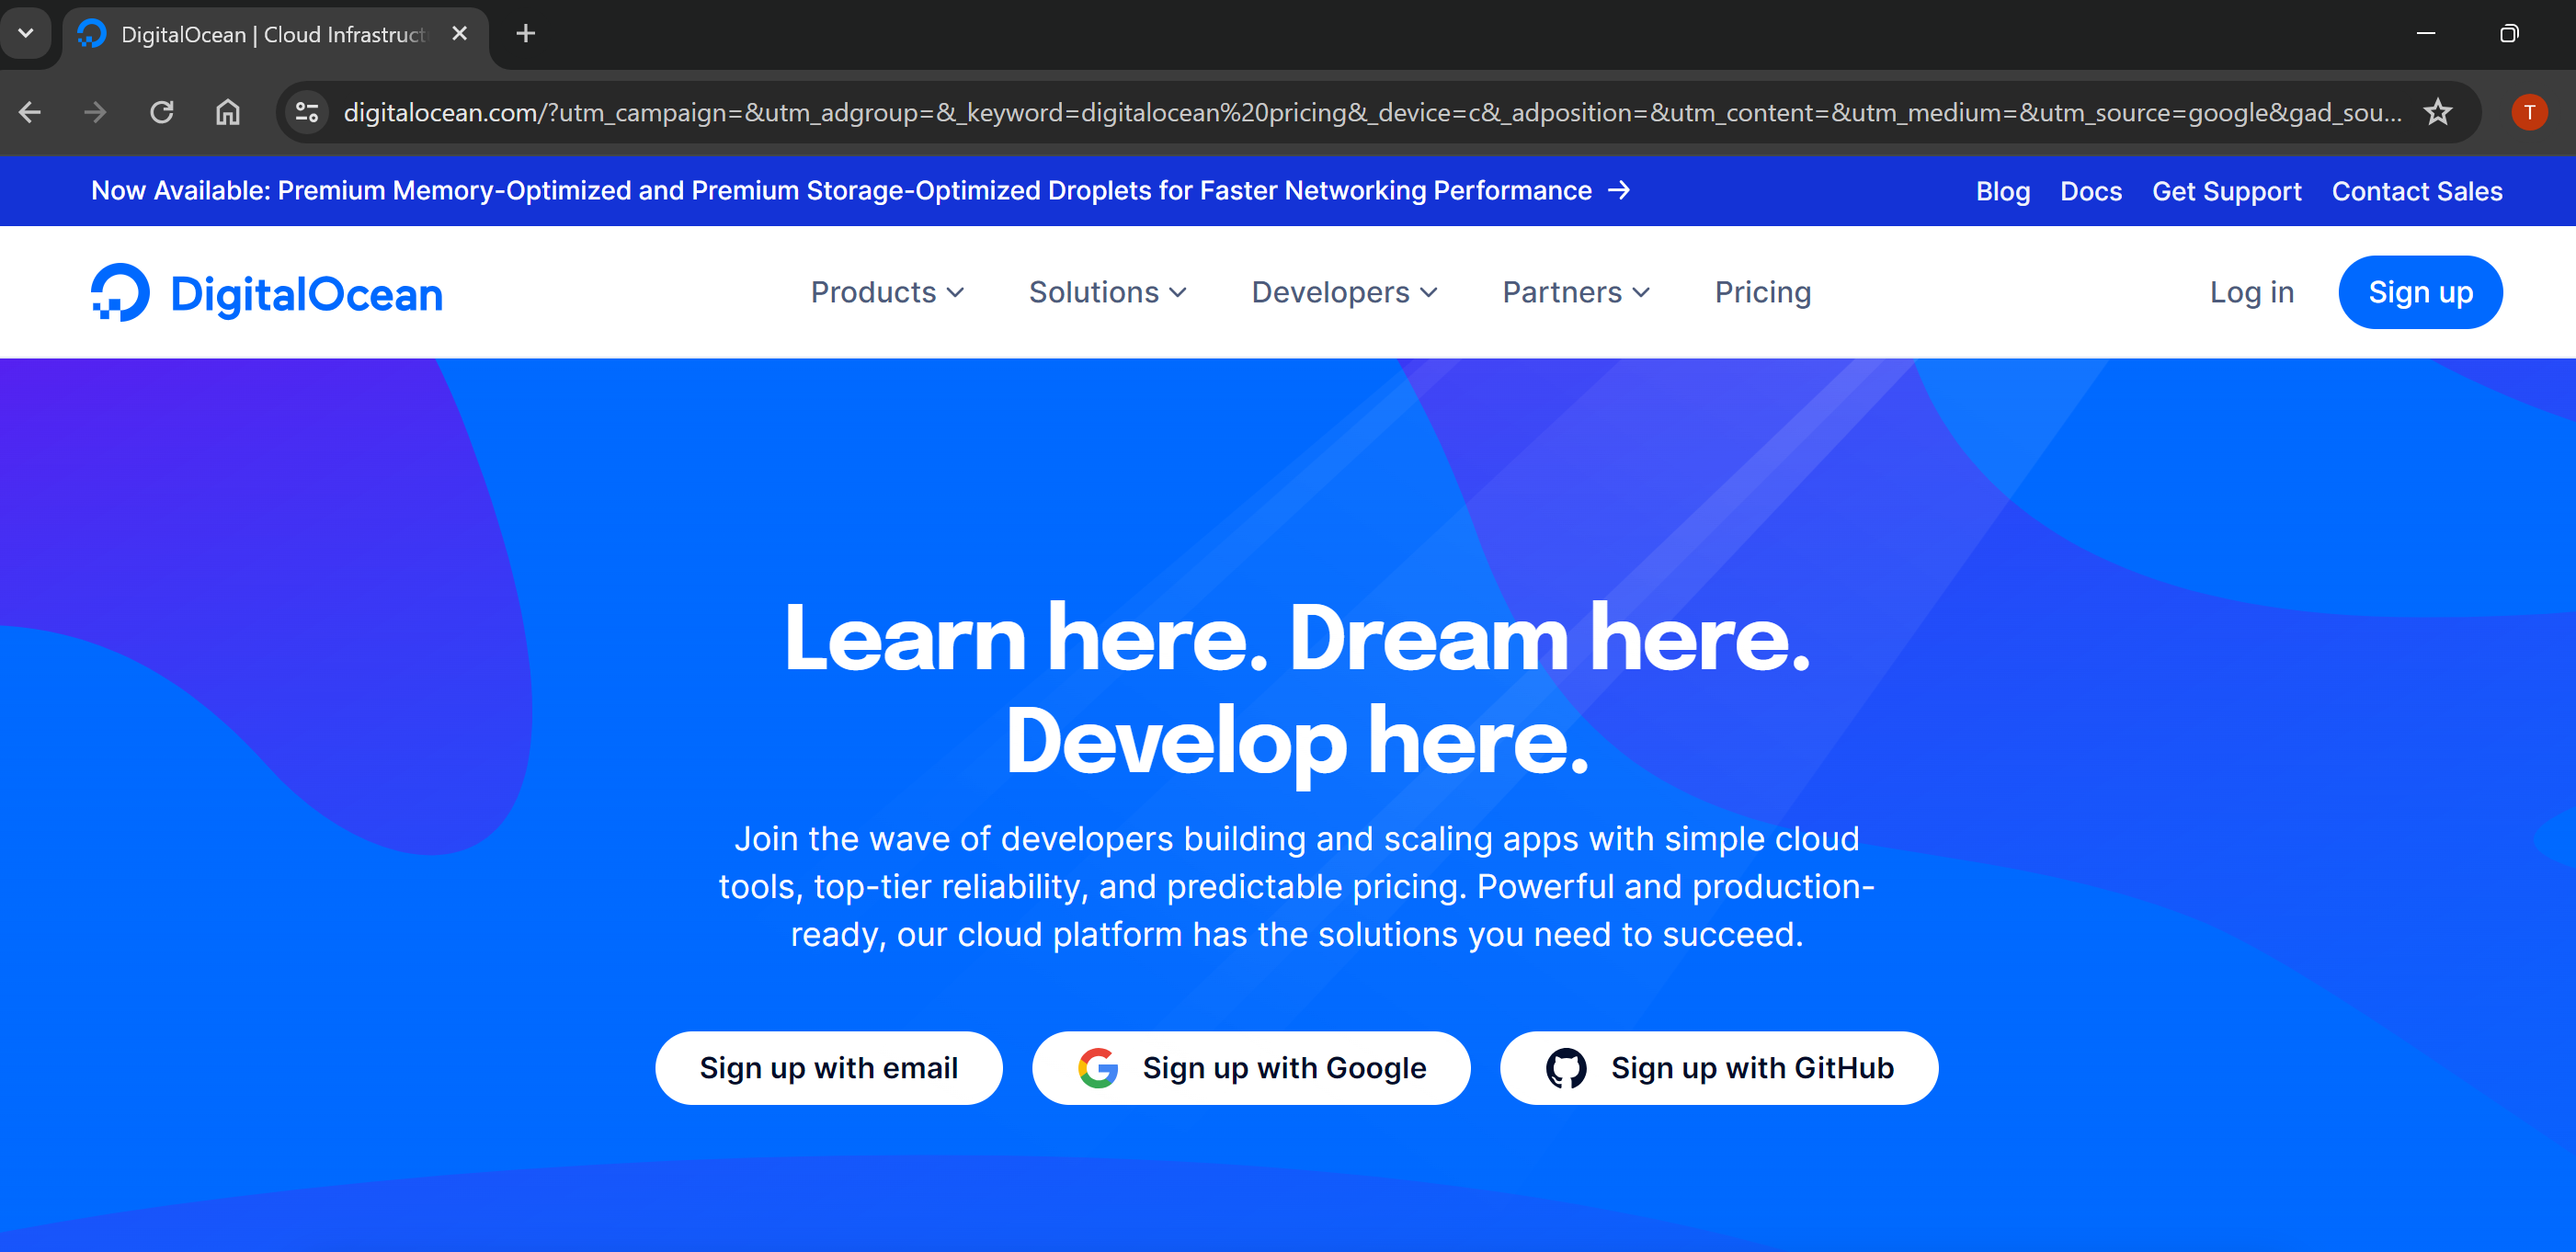 DigitalOcean | Cloud Infrastruct
digitalocean.com/?utm_campaign=&utm_adgroup=&_keyword=digitalocean%20pricing&_device=c&_adposition=&utm_content=&utm_medium=&utm_source=google&gad_sou...
T
Now Available: Premium Memory-Optimized and Premium Storage-Optimized Droplets for Faster Networking Performance →
Blog Docs Get Support Contact Sales
DigitalOcean
Products Solutions Developers Partners Pricing
Log in Sign up
Learn here. Dream here.
Develop here.
Join the wave of developers building and scaling apps with simple cloud
tools, top-tier reliability, and predictable pricing. Powerful and production-
ready, our cloud platform has the solutions you need to succeed.
Sign up with email Sign up with Google Sign up with GitHub